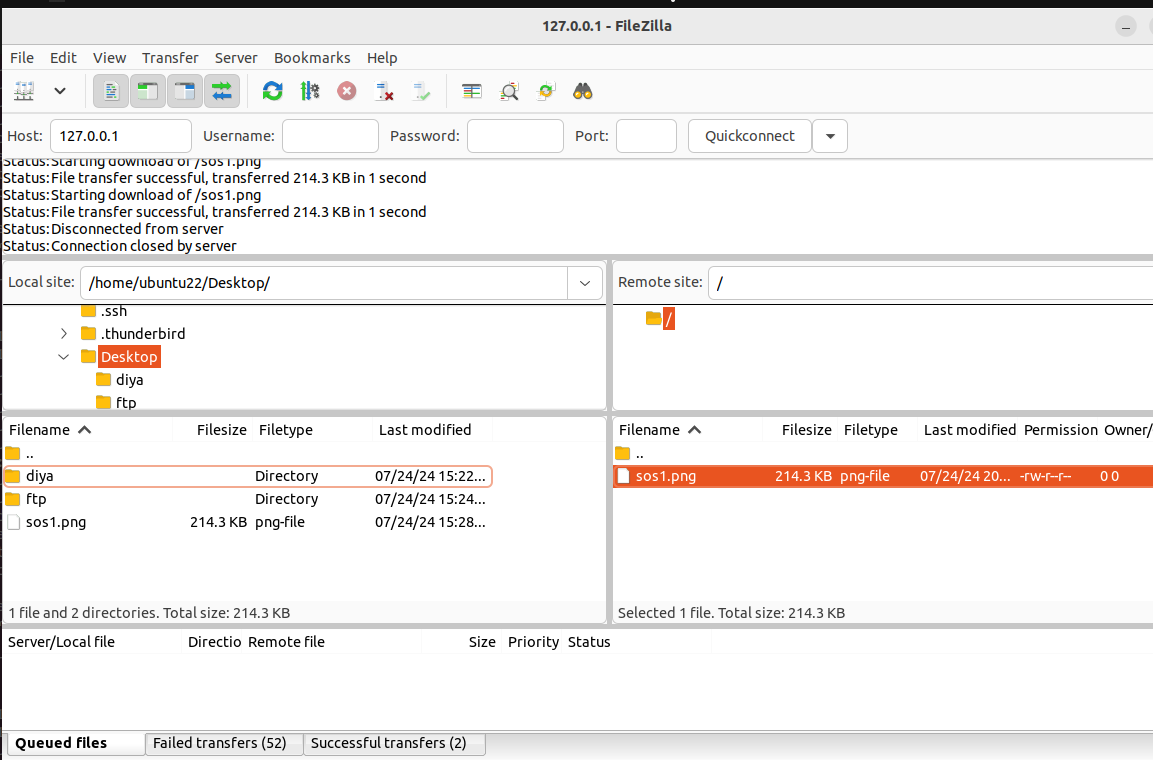 127.0.0.1 - FileZilla
File Edit View Transfer Server Bookmarks Help
Host: 127.0.0.1 Username: Password: Port: Quickconnect
Status: Starting download of /sos1.png
Status: File transfer successful, transferred 214.3 KB in 1 second
Status: Starting download of /sos1.png
Status: File transfer successful, transferred 214.3 KB in 1 second
Status: Disconnected from server
Status: Connection closed by server
Local site: /home/ubuntu22/Desktop/
.ssh
.thunderbird
Desktop
diya
ftp
Filename Filesize Filetype Last modified
..
diya Directory 07/24/24 15:22...
ftp Directory 07/24/24 15:24...
sos1.png 214.3 KB png-file 07/24/24 15:28...
1 file and 2 directories. Total size: 214.3 KB
Remote site: /
/
Filename Filesize Filetype Last modified Permission Owner/
..
sos1.png 214.3 KB png-file 07/24/24 20... -rw-r--r-- 0 0
Selected 1 file. Total size: 214.3 KB
Server/Local file Directio Remote file Size Priority Status
Queued files Failed transfers (52) Successful transfers (2)